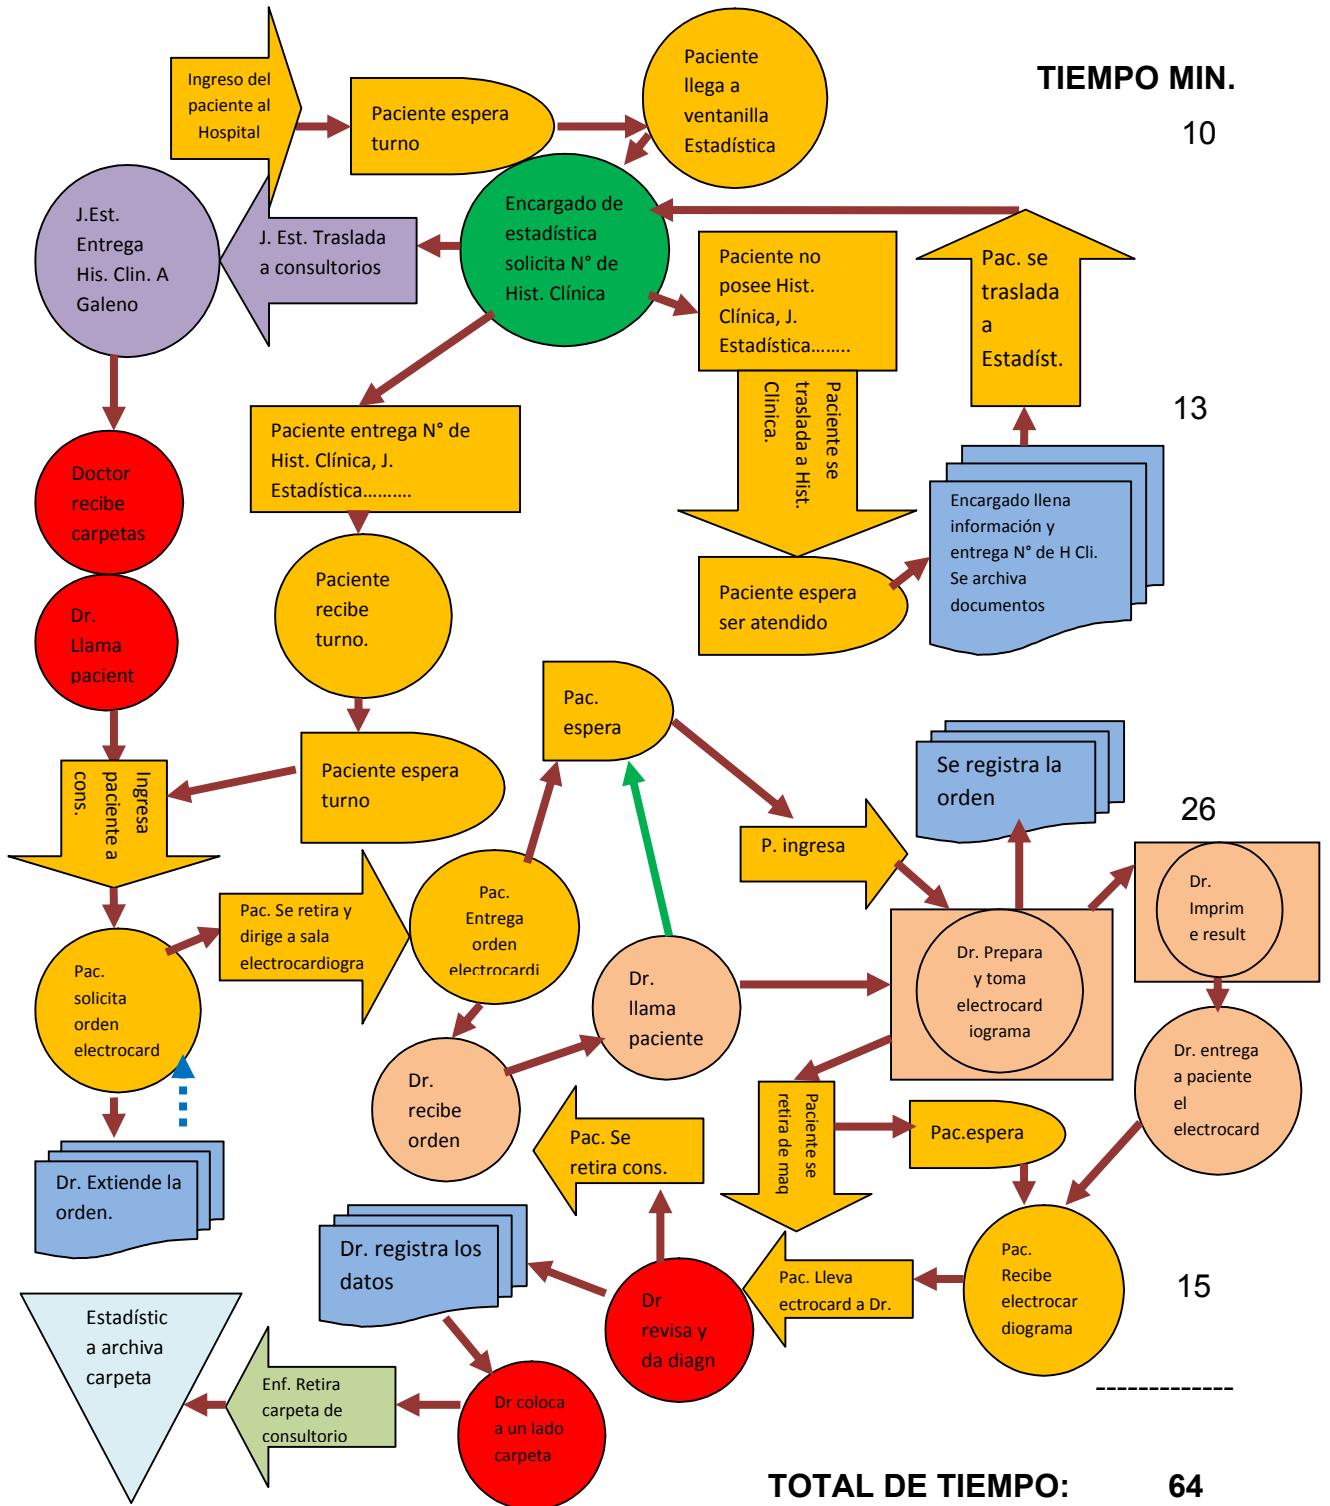 Ingreso del
paciente al
Hospital
Paciente espera
turno
Paciente
llega a
ventanilla
Estadística
TIEMPO MIN.
10
J.Est.
Entrega
His. Clin. A
Galeno
J. Est. Traslada
a consultorios
Encargado de
estadística
solicita N° de
Hist. Clínica
Paciente no
posee Hist.
Clínica, J.
Estadística……..
Pac. se
traslada
a
Estadíst.
Paciente se
traslada a Hist.
Clinica.
13
Paciente entrega N° de
Hist. Clínica, J.
Estadística……….
Doctor
recibe
carpetas
Encargado llena
información y
entrega N° de H Cli.
Se archiva
documentos
Paciente
recibe
turno.
Paciente espera
ser atendido
Dr.
Llama
pacient
Pac.
espera
Ingresa
paciente a
cons.
Paciente espera
turno
Se registra la
orden
26
P. ingresa
Pac. Se retira y
dirige a sala
electrocardiogra
Pac.
Entrega
orden
electrocardi
Dr.
Imprim
e result
Pac.
solicita
orden
electrocard
Dr.
llama
paciente
Dr. Prepara
y toma
electrocard
iograma
Dr.
recibe
orden
Dr. entrega
a paciente
el
electrocard
Paciente se
retira de maq
Pac.espera
Pac. Se
retira cons.
Dr. Extiende la
orden.
Dr. registra los
datos
Pac.
Recibe
electrocar
diograma
15
Pac. Lleva
ectrocard a Dr.
Dr
revisa y
da diagn
Estadístic
a archiva
carpeta
Enf. Retira
carpeta de
consultorio
Dr coloca
a un lado
carpeta
-------------
TOTAL DE TIEMPO: 64